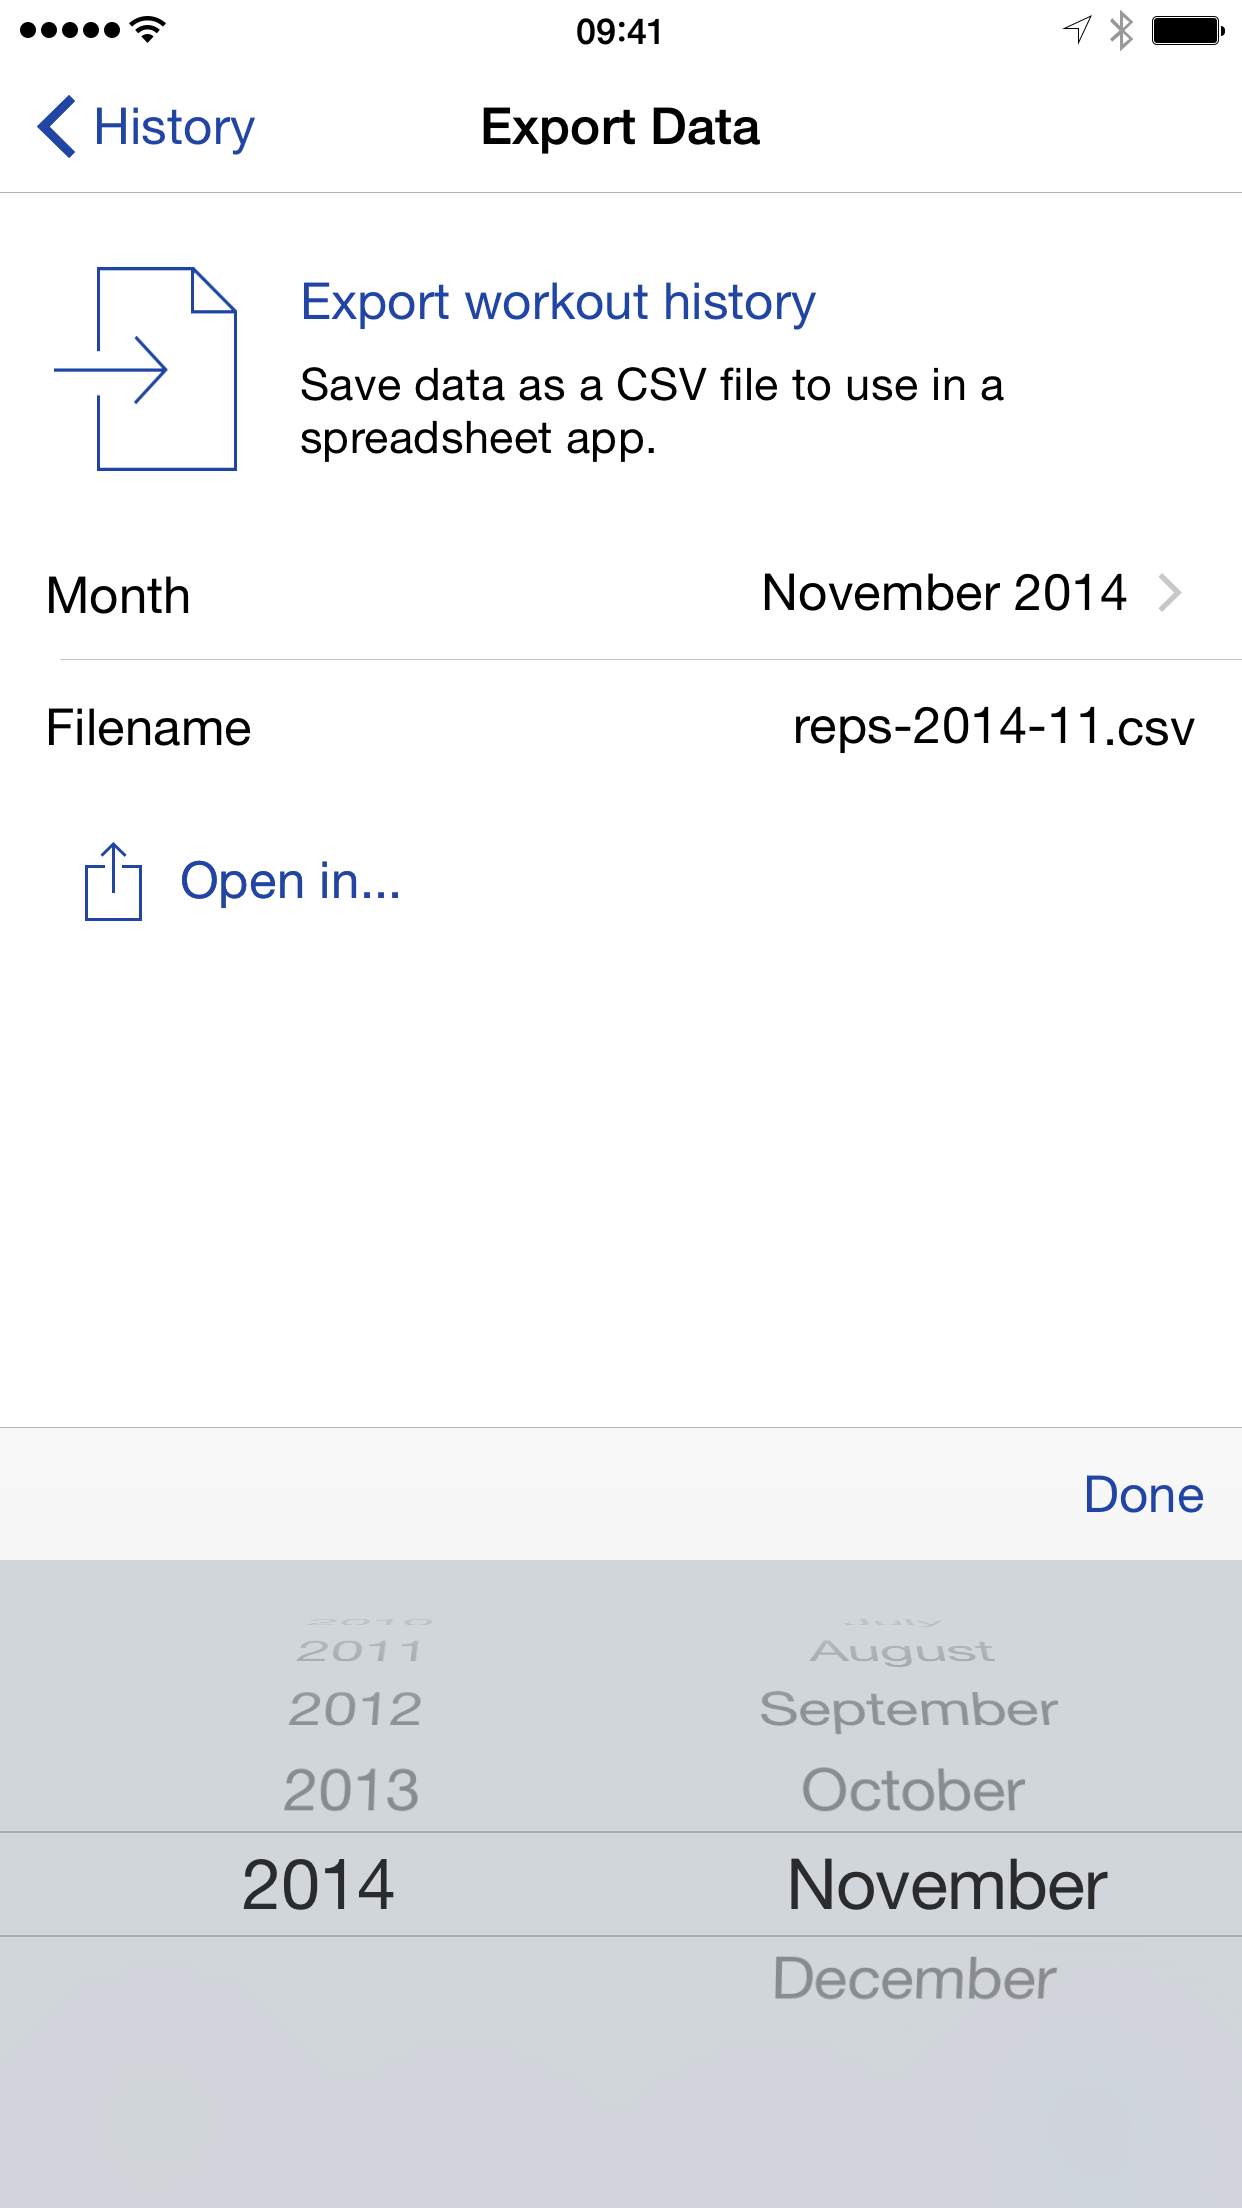 09:41
History
Export Data
Export workout history
Save data as a CSV file to use in a
spreadsheet app.
Month
November 2014
Filename
reps-2014-11.csv
Open in...
Done
2010 July
2011 August
2012 September
2013 October
2014 November
December